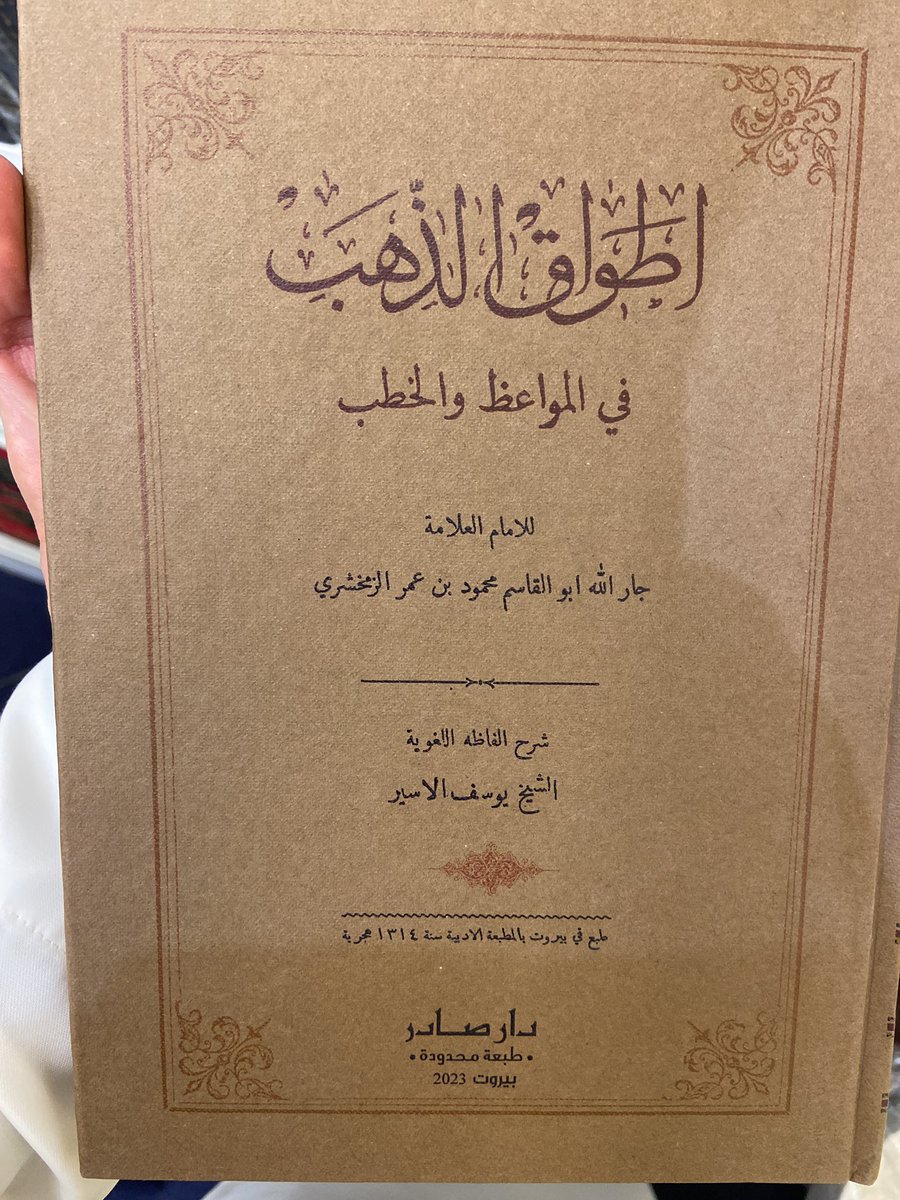 اطواق الذهب
في المواعظ والخطب
للامام العلامة
جار الله ابو القاسم محمود بن عمر الزمخشري
شرح الفاظه اللغوية
الشيخ يوسف الاسير
طبع في بيروت بالمطبعة الادبية سنة ١٣١٤ هجرية
دار صادر
• طبعة محدودة •
بيروت 2023